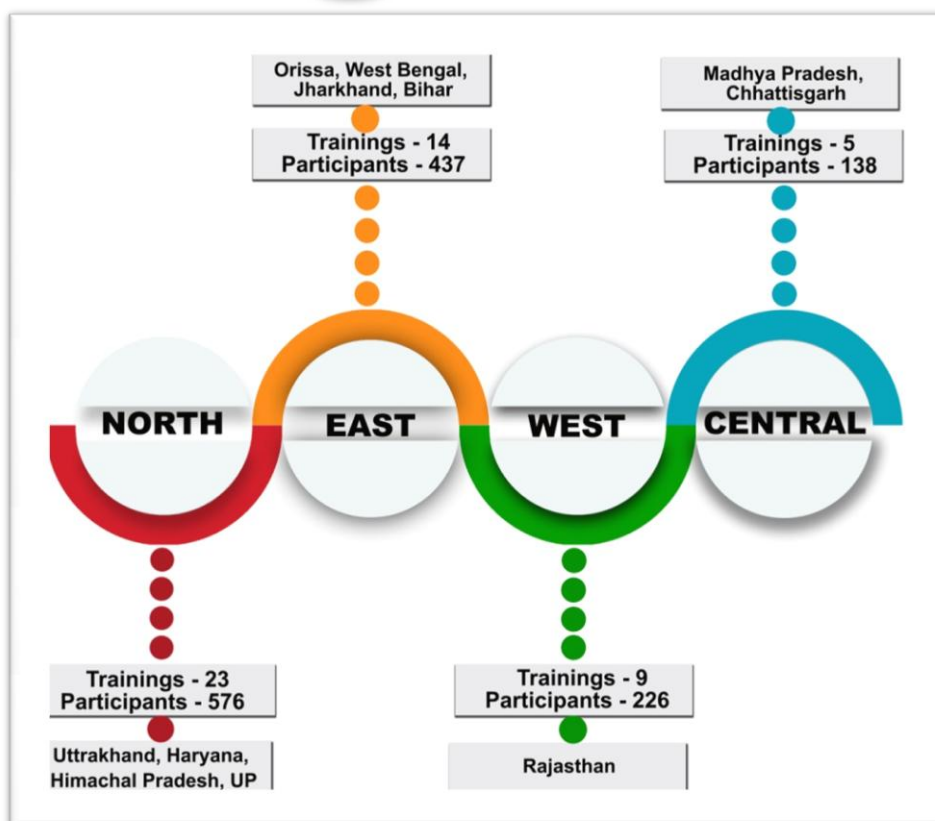 Orissa, West Bengal,
Jharkhand, Bihar
Trainings - 14
Participants - 437
Madhya Pradesh,
Chhattisgarh
Trainings - 5
Participants - 138
NORTH
EAST
WEST
CENTRAL
Trainings - 23
Participants - 576
Uttrakhand, Haryana,
Himachal Pradesh, UP
Trainings - 9
Participants - 226
Rajasthan